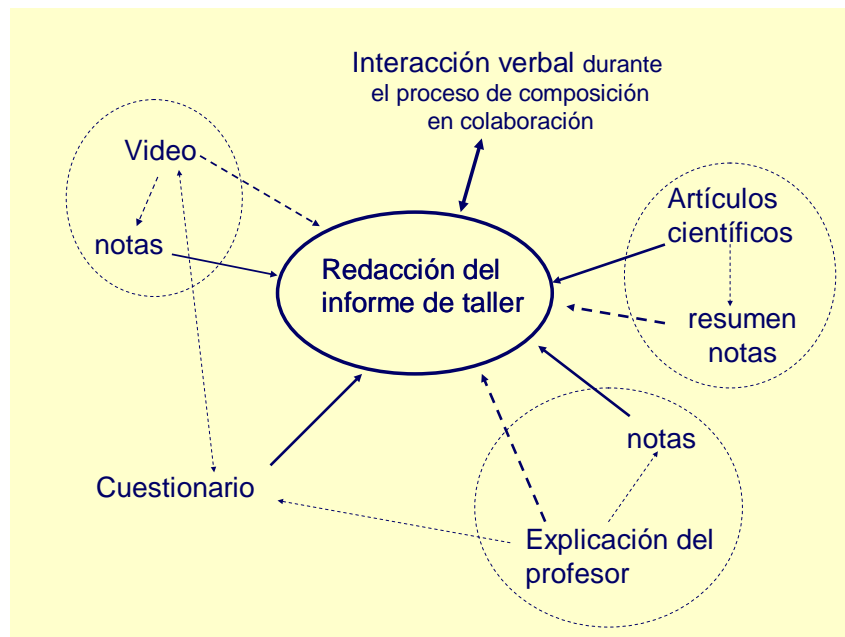 Interacción verbal durante
el proceso de composición
en colaboración
Video
notas
Artículos
científicos
resumen
notas
Redacción del
informe de taller
notas
Cuestionario
Explicación del
profesor